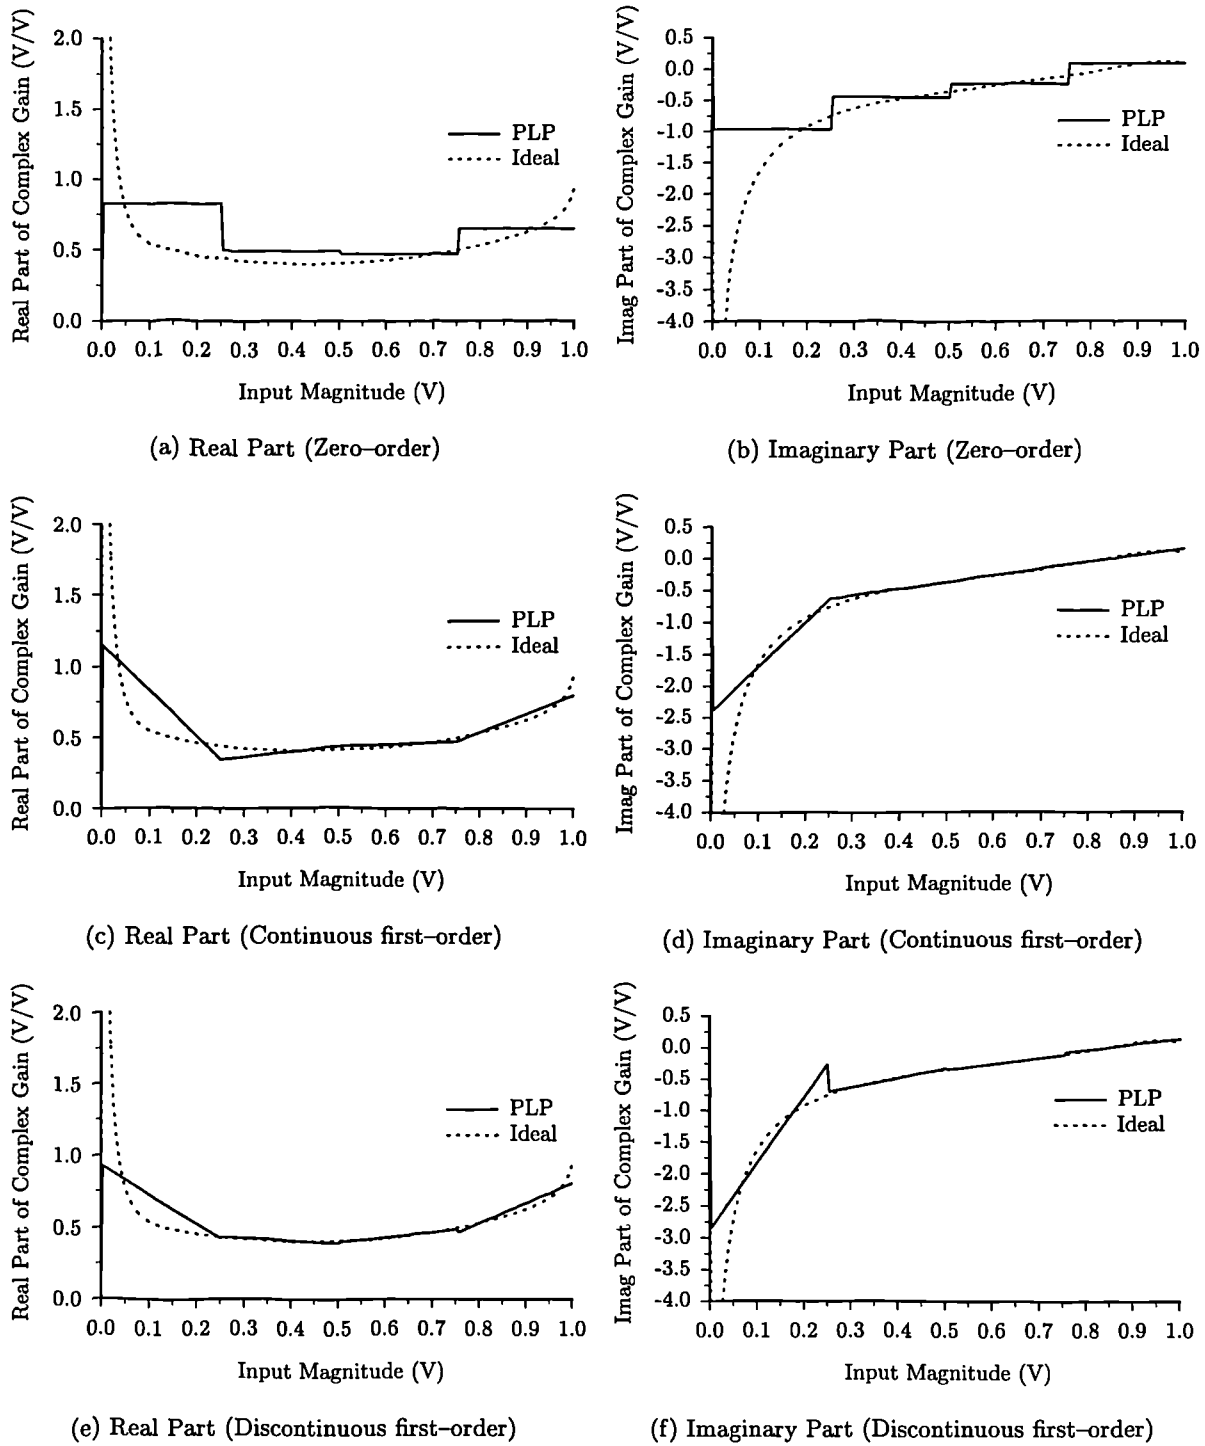 Real Part of Complex Gain (V/V)
2.0
1.5
1.0
0.5
0.0
PLP
Ideal
0.0 0.1 0.2 0.3 0.4 0.5 0.6 0.7 0.8 0.9 1.0
Input Magnitude (V)
(a) Real Part (Zero–order)
Imag Part of Complex Gain (V/V)
0.5
0.0
-0.5
-1.0
-1.5
-2.0
-2.5
-3.0
-3.5
-4.0
PLP
Ideal
0.0 0.1 0.2 0.3 0.4 0.5 0.6 0.7 0.8 0.9 1.0
Input Magnitude (V)
(b) Imaginary Part (Zero–order)
Real Part of Complex Gain (V/V)
2.0
1.5
1.0
0.5
0.0
PLP
Ideal
0.0 0.1 0.2 0.3 0.4 0.5 0.6 0.7 0.8 0.9 1.0
Input Magnitude (V)
(c) Real Part (Continuous first–order)
Imag Part of Complex Gain (V/V)
0.5
0.0
-0.5
-1.0
-1.5
-2.0
-2.5
-3.0
-3.5
-4.0
PLP
Ideal
0.0 0.1 0.2 0.3 0.4 0.5 0.6 0.7 0.8 0.9 1.0
Input Magnitude (V)
(d) Imaginary Part (Continuous first–order)
Real Part of Complex Gain (V/V)
2.0
1.5
1.0
0.5
0.0
PLP
Ideal
0.0 0.1 0.2 0.3 0.4 0.5 0.6 0.7 0.8 0.9 1.0
Input Magnitude (V)
(e) Real Part (Discontinuous first–order)
Imag Part of Complex Gain (V/V)
0.5
0.0
-0.5
-1.0
-1.5
-2.0
-2.5
-3.0
-3.5
-4.0
PLP
Ideal
0.0 0.1 0.2 0.3 0.4 0.5 0.6 0.7 0.8 0.9 1.0
Input Magnitude (V)
(f) Imaginary Part (Discontinuous first–order)